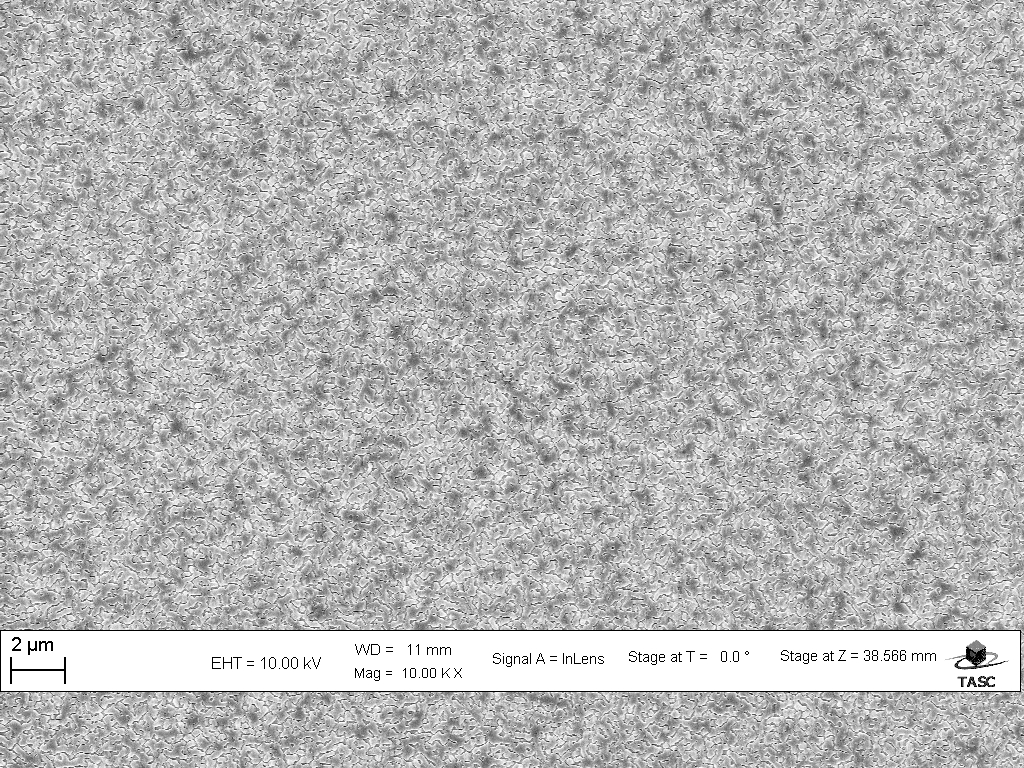 2 µm
EHT = 10.00 kV
WD = 11 mm
Mag = 10.00 K X
Signal A = InLens
Stage at T = 0.0 °
Stage at Z = 38.566 mm
TASC